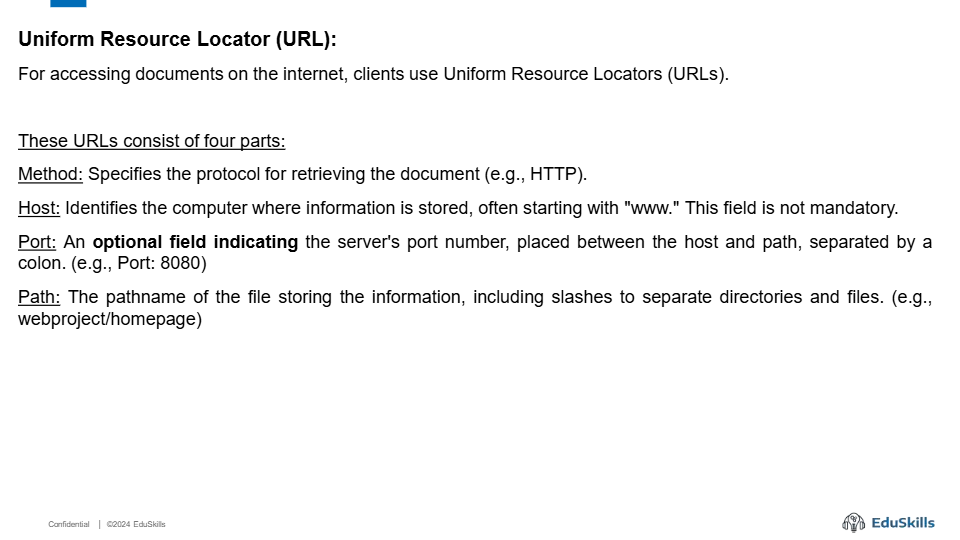 Uniform Resource Locator (URL):
For accessing documents on the internet, clients use Uniform Resource Locators (URLs).
These URLs consist of four parts:
Method: Specifies the protocol for retrieving the document (e.g., HTTP).
Host: Identifies the computer where information is stored, often starting with "www." This field is not mandatory.
Port: An optional field indicating the server's port number, placed between the host and path, separated by a
colon. (e.g., Port: 8080)
Path: The pathname of the file storing the information, including slashes to separate directories and files. (e.g.,
webproject/homepage)
Confidential | ©2024 EduSkills
EduSkills